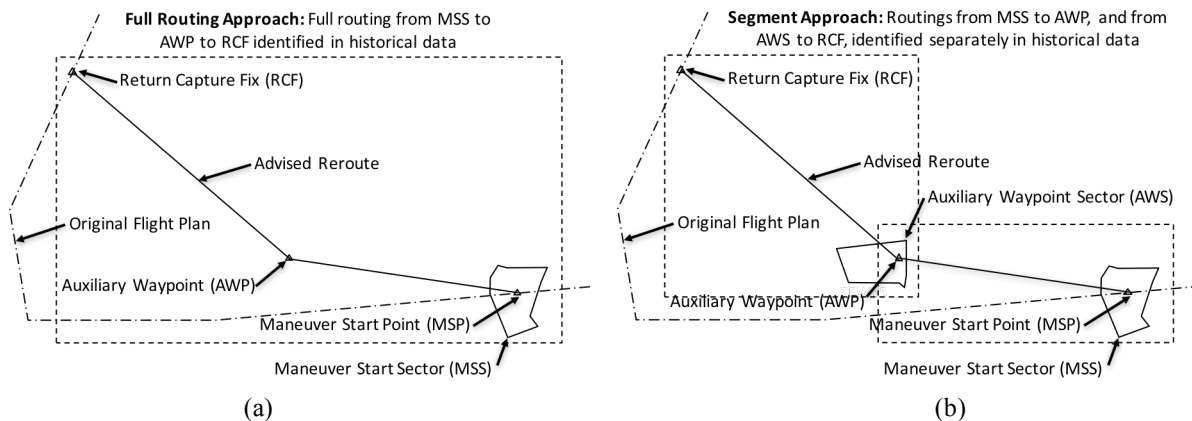 Full Routing Approach: Full routing from MSS to
AWP to RCF identified in historical data
Return Capture Fix (RCF)
Advised Reroute
Original Flight Plan
Auxiliary Waypoint (AWP)
Maneuver Start Point (MSP)
Maneuver Start Sector (MSS)
(a)
Segment Approach: Routings from MSS to AWP, and from
AWS to RCF, identified separately in historical data
Return Capture Fix (RCF)
Advised Reroute
Auxiliary Waypoint Sector (AWS)
Original Flight Plan
Auxiliary Waypoint (AWP)
Maneuver Start Point (MSP)
Maneuver Start Sector (MSS)
(b)